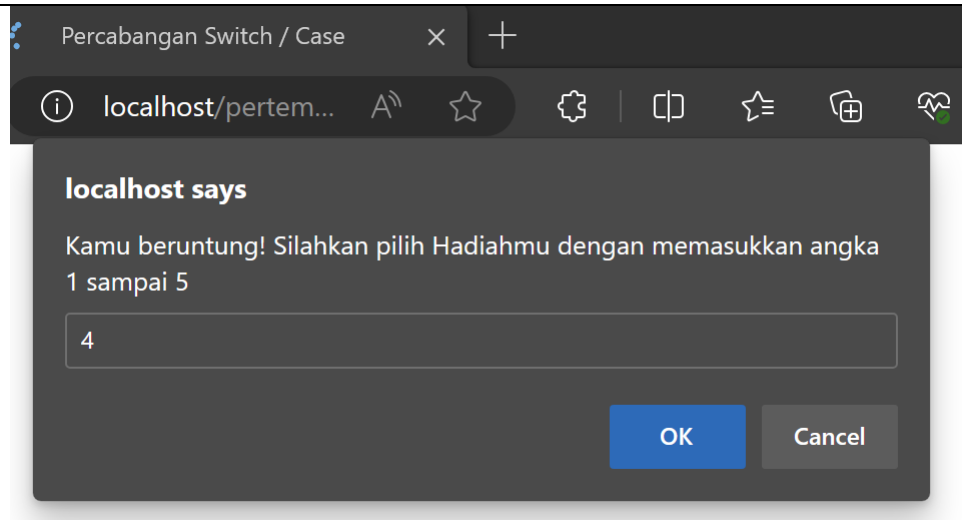 Percabangan Switch / Case
localhost/pertem...
localhost says
Kamu beruntung! Silahkan pilih Hadiahmu dengan memasukkan angka
1 sampai 5
4
OK Cancel